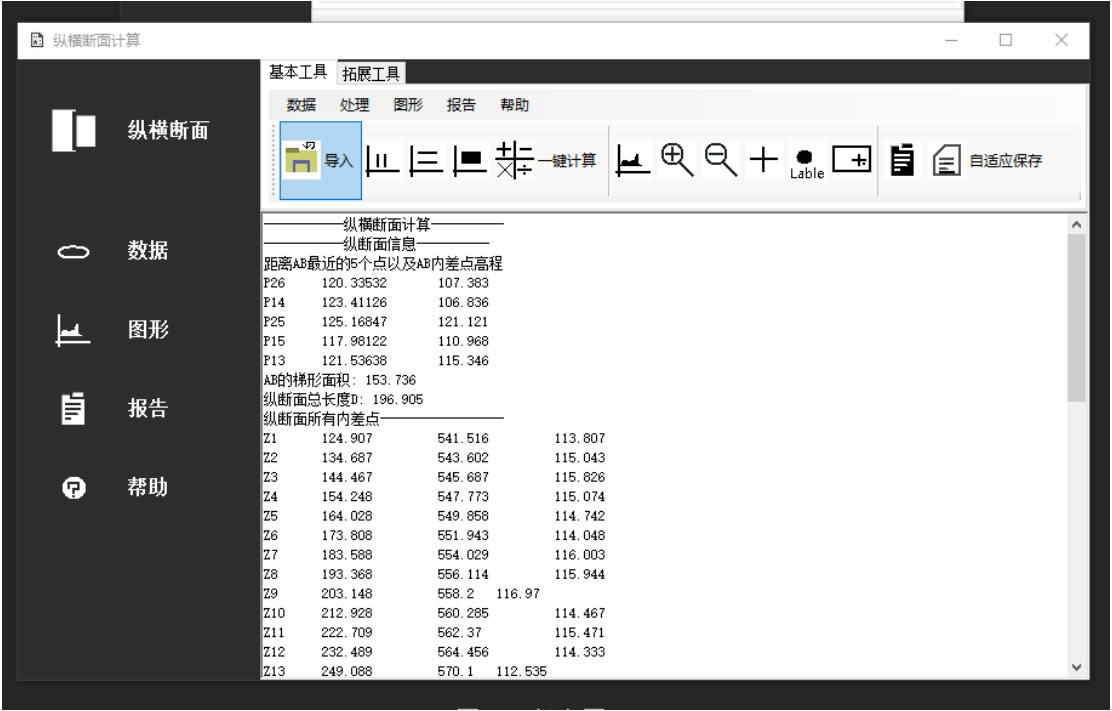 纵横断面计算
基本工具 拓展工具
数据 处理 图形 报告 帮助
导入 一键计算 Lable 自适应保存
纵横断面
数据
图形
报告
帮助
—————纵横断面计算—————
—————纵断面信息—————
距离AB最近的5个点以及AB内差点高程
P26 120.33532 107.383
P14 123.41126 106.836
P25 125.16847 121.121
P15 117.98122 110.968
P13 121.53638 115.346
AB的梯形面积: 153.736
纵断面总长度D: 196.905
纵断面所有内差点————————
Z1 124.907 541.516 113.807
Z2 134.687 543.602 115.043
Z3 144.467 545.687 115.826
Z4 154.248 547.773 115.074
Z5 164.028 549.858 114.742
Z6 173.808 551.943 114.048
Z7 183.588 554.029 116.003
Z8 193.368 556.114 115.944
Z9 203.148 558.2 116.97
Z10 212.928 560.285 114.467
Z11 222.709 562.37 115.471
Z12 232.489 564.456 114.333
Z13 249.088 570.1 112.535